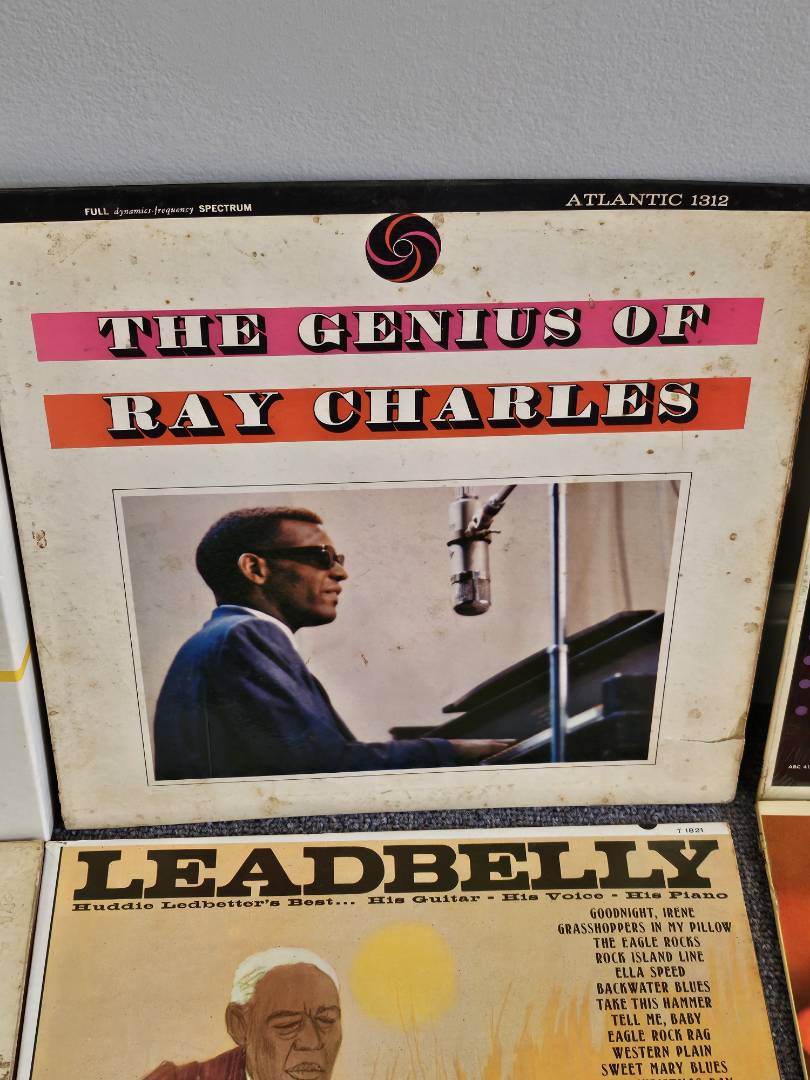 FULL dynamics-frequency SPECTRUM
ATLANTIC 1312
THE GENIUS OF
RAY CHARLES
T 1821
LEADBELLY
Huddie Ledbetter's Best... His Guitar - His Voice - His Piano
GOODNIGHT, IRENE
GRASSHOPPERS IN MY PILLOW
THE EAGLE ROCKS
ROCK ISLAND LINE
ELLA SPEED
BACKWATER BLUES
TAKE THIS HAMMER
TELL ME, BABY
EAGLE ROCK RAG
WESTERN PLAIN
SWEET MARY BLUES
ABC 41